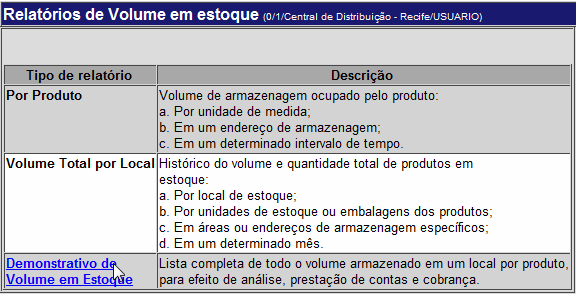 Relatórios de Volume em estoque (0/1/Central de Distribuição - Recife/USUARIO)
Tipo de relatório Descrição
Por Produto Volume de armazenagem ocupado pelo produto:
a. Por unidade de medida;
b. Em um endereço de armazenagem;
c. Em um determinado intervalo de tempo.
Volume Total por Local Histórico do volume e quantidade total de produtos em
estoque:
a. Por local de estoque;
b. Por unidades de estoque ou embalagens dos produtos;
c. Em áreas ou endereços de armazenagem específicos;
d. Em um determinado mês.
Demonstrativo de Lista completa de todo o volume armazenado em um local por produto,
Volume em Estoque para efeito de análise, prestação de contas e cobrança.